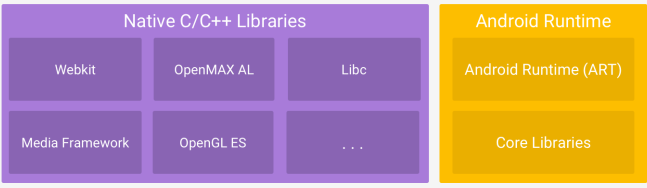 Native C/C++ Libraries
Webkit
OpenMAX AL
Libc
Media Framework
OpenGL ES
. . .
Android Runtime
Android Runtime (ART)
Core Libraries